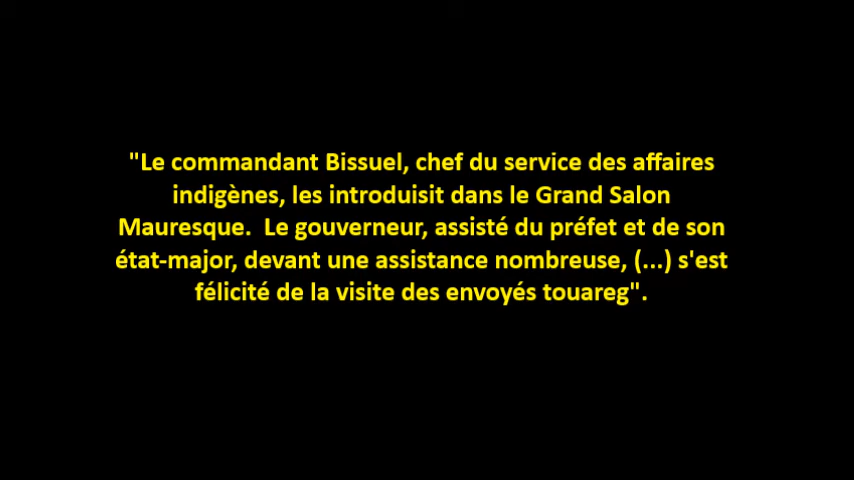 "Le commandant Bissuel, chef du service des affaires
indigènes, les introduisit dans le Grand Salon
Mauresque.  Le gouverneur, assisté du préfet et de son
état-major, devant une assistance nombreuse, (...) s'est
félicité de la visite des envoyés touareg".